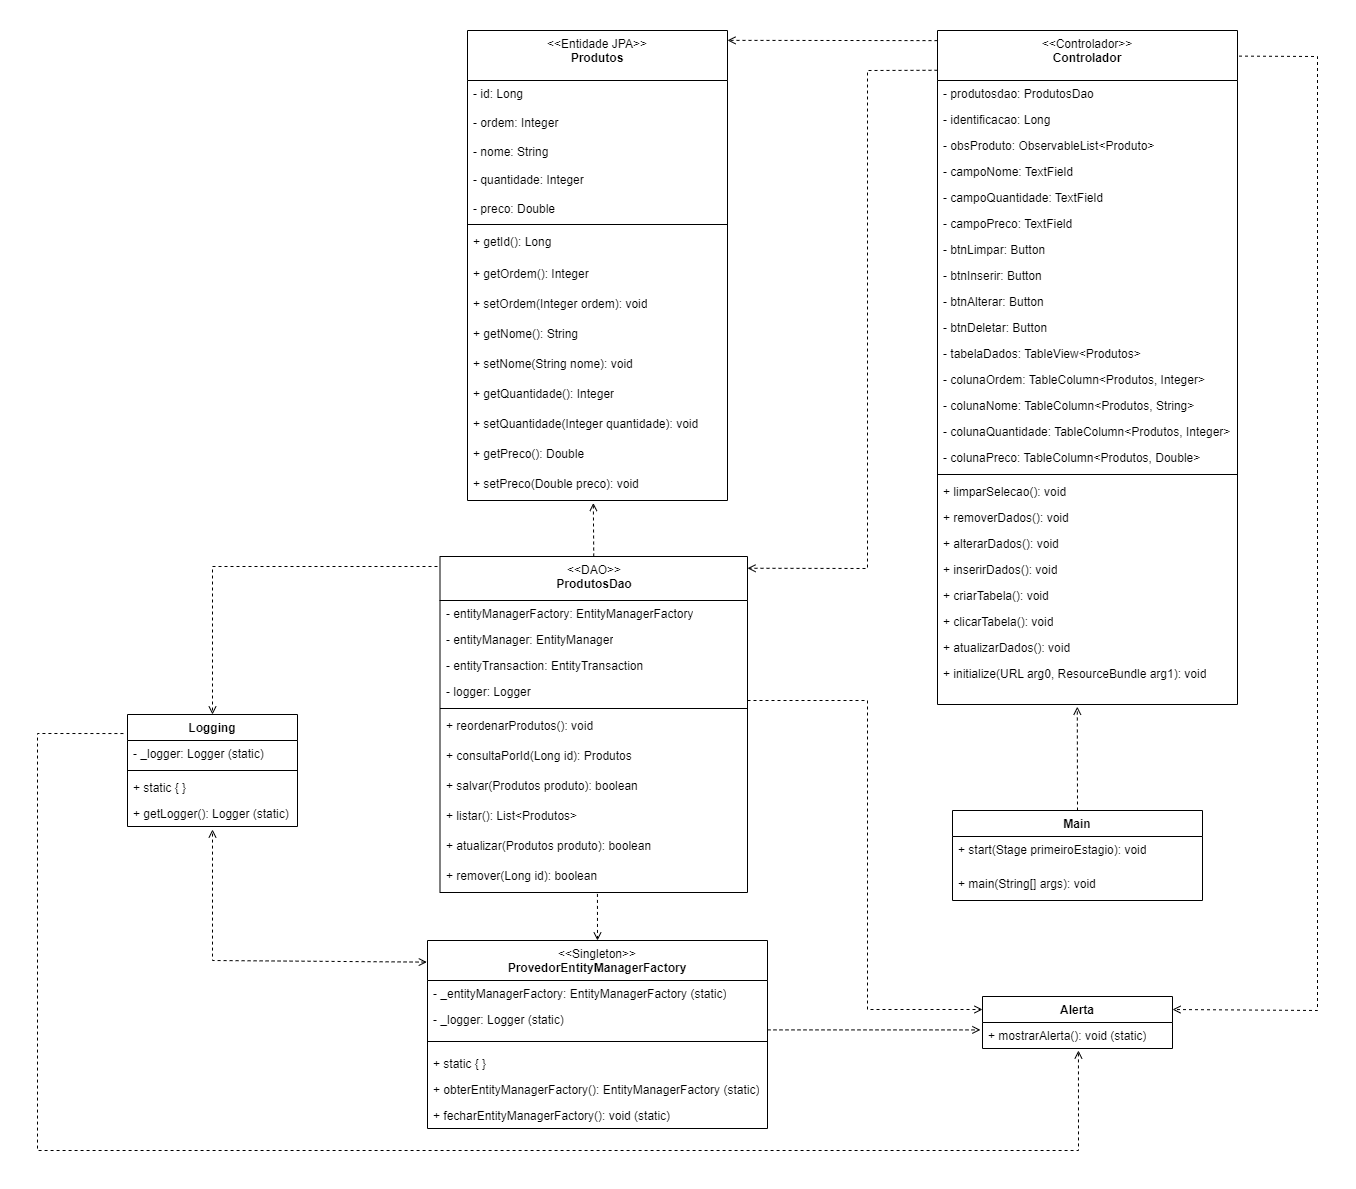 <<Entidade JPA>>
Produtos
- id: Long
- ordem: Integer
- nome: String
- quantidade: Integer
- preco: Double
+ getId(): Long
+ getOrdem(): Integer
+ setOrdem(Integer ordem): void
+ getNome(): String
+ setNome(String nome): void
+ getQuantidade(): Integer
+ setQuantidade(Integer quantidade): void
+ getPreco(): Double
+ setPreco(Double preco): void
<<Controlador>>
Controlador
- produtosdao: ProdutosDao
- identificacao: Long
- obsProduto: ObservableList<Produto>
- campoNome: TextField
- campoQuantidade: TextField
- campoPreco: TextField
- btnLimpar: Button
- btnInserir: Button
- btnAlterar: Button
- btnDeletar: Button
- tabelaDados: TableView<Produtos>
- colunaOrdem: TableColumn<Produtos, Integer>
- colunaNome: TableColumn<Produtos, String>
- colunaQuantidade: TableColumn<Produtos, Integer>
- colunaPreco: TableColumn<Produtos, Double>
+ limparSelecao(): void
+ removerDados(): void
+ alterarDados(): void
+ inserirDados(): void
+ criarTabela(): void
+ clicarTabela(): void
+ atualizarDados(): void
+ initialize(URL arg0, ResourceBundle arg1): void
<<DAO>>
ProdutosDao
- entityManagerFactory: EntityManagerFactory
- entityManager: EntityManager
- entityTransaction: EntityTransaction
- logger: Logger
+ reordenarProdutos(): void
+ consultaPorId(Long id): Produtos
+ salvar(Produtos produto): boolean
+ listar(): List<Produtos>
+ atualizar(Produtos produto): boolean
+ remover(Long id): boolean
Logging
- _logger: Logger (static)
+ static { }
+ getLogger(): Logger (static)
Main
+ start(Stage primeiroEstagio): void
+ main(String[] args): void
<<Singleton>>
ProvedorEntityManagerFactory
- _entityManagerFactory: EntityManagerFactory (static)
- _logger: Logger (static)
+ static { }
+ obterEntityManagerFactory(): EntityManagerFactory (static)
+ fecharEntityManagerFactory(): void (static)
Alerta
+ mostrarAlerta(): void (static)